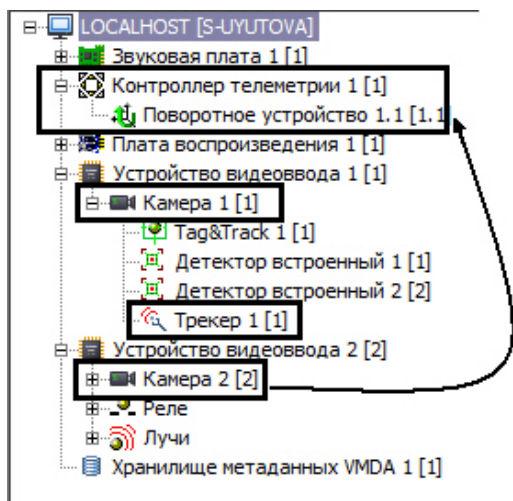 LOCALHOST [S-UYUTOVA]
Звуковая плата 1 [1]
Контроллер телеметрии 1 [1]
Поворотное устройство 1.1 [1.1
Плата воспроизведения 1 [1]
Устройство видеоввода 1 [1]
Камера 1 [1]
Tag&Track 1 [1]
Детектор встроенный 1 [1]
Детектор встроенный 2 [2]
Трекер 1 [1]
Устройство видеоввода 2 [2]
Камера 2 [2]
Реле
Лучи
Хранилище метаданных VMDA 1 [1]